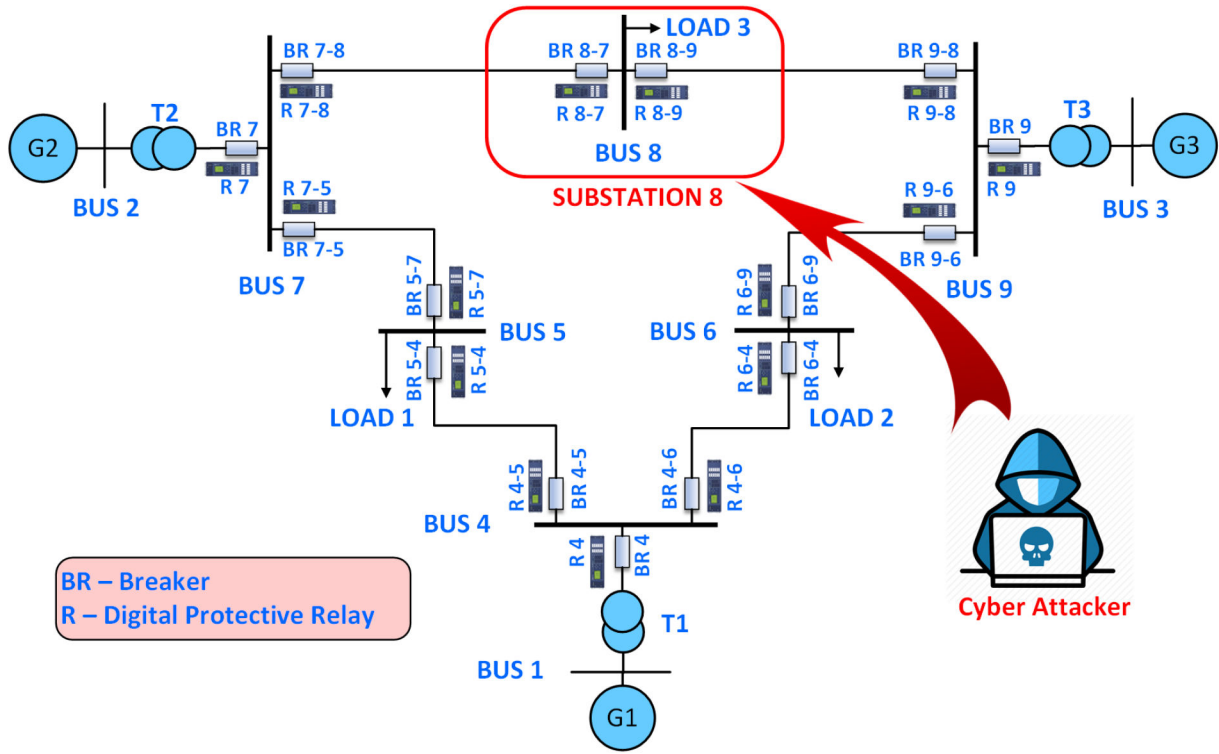 LOAD 3
BR 7-8
BR 8-7
BR 8-9
BR 9-8
R 7-8
R 8-7
R 8-9
R 9-8
T2
BR 7
BUS 8
BR 9
T3
G2
G3
R 7
R 7-5
SUBSTATION 8
R 9-6
R 9
BUS 2
BUS 3
BR 7-5
BR 9-6
BUS 7
BR 5-7
R 5-7
R 6-9
BR 6-9
BUS 9
BUS 5
BUS 6
BR 5-4
R 5-4
R 6-4
BR 6-4
LOAD 1
LOAD 2
R 4-5
BR 4-5
BR 4-6
R 4-6
BUS 4
R 4
BR 4
BR – Breaker
R – Digital Protective Relay
Cyber Attacker
T1
BUS 1
G1